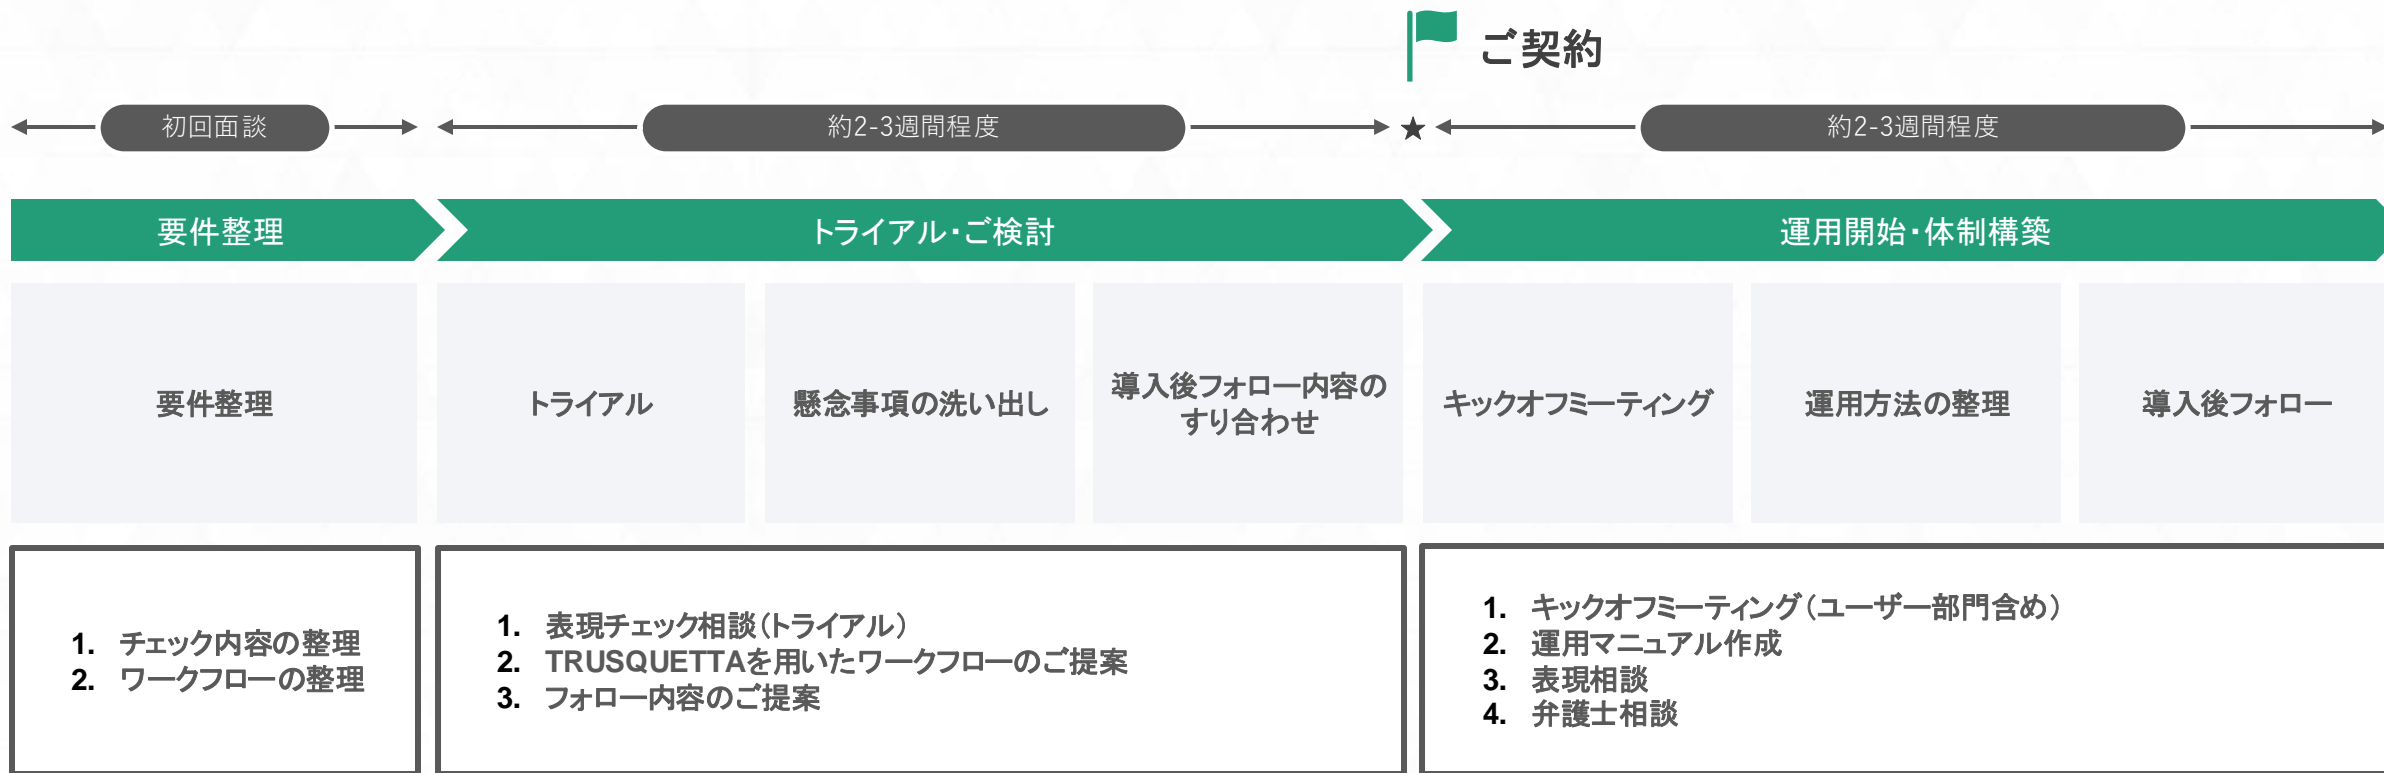 ご契約
初回面談
約2-3週間程度
約2-3週間程度
要件整理
トライアル・ご検討
運用開始・体制構築
要件整理
トライアル
懸念事項の洗い出し
導入後フォロー内容の
すり合わせ
キックオフミーティング
運用方法の整理
導入後フォロー
1. チェック内容の整理
2. ワークフローの整理
1. 表現チェック相談（トライアル）
2. TRUSQUETTAを用いたワークフローのご提案
3. フォロー内容のご提案
1. キックオフミーティング（ユーザー部門含め）
2. 運用マニュアル作成
3. 表現相談
4. 弁護士相談